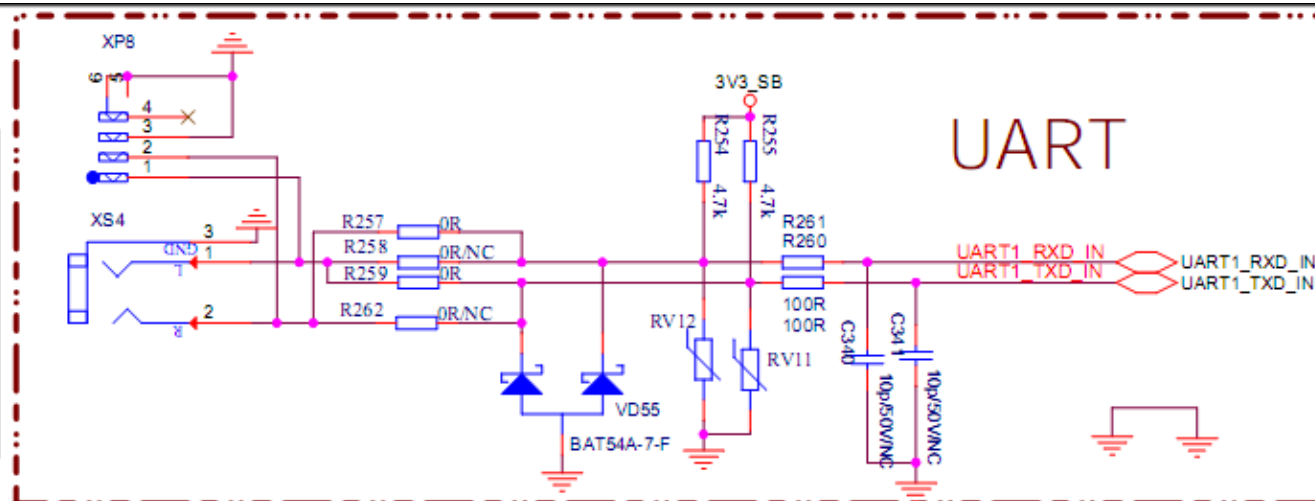 XP8
6
5
4
3
2
1
3V3_SB
R254
R255
4.7k
4.7k
UART
XS4
3
GND
1
L
2
R
R257
0R
R258
0R/NC
R259
0R
R262
0R/NC
R261
R260
100R
100R
UART1_RXD_IN
UART1_RXD_IN
UART1_TXD_IN
UART1_TXD_IN
RV12
RV11
C340
10p/50V/NC
C341
10p/50V/NC
VD55
BAT54A-7-F